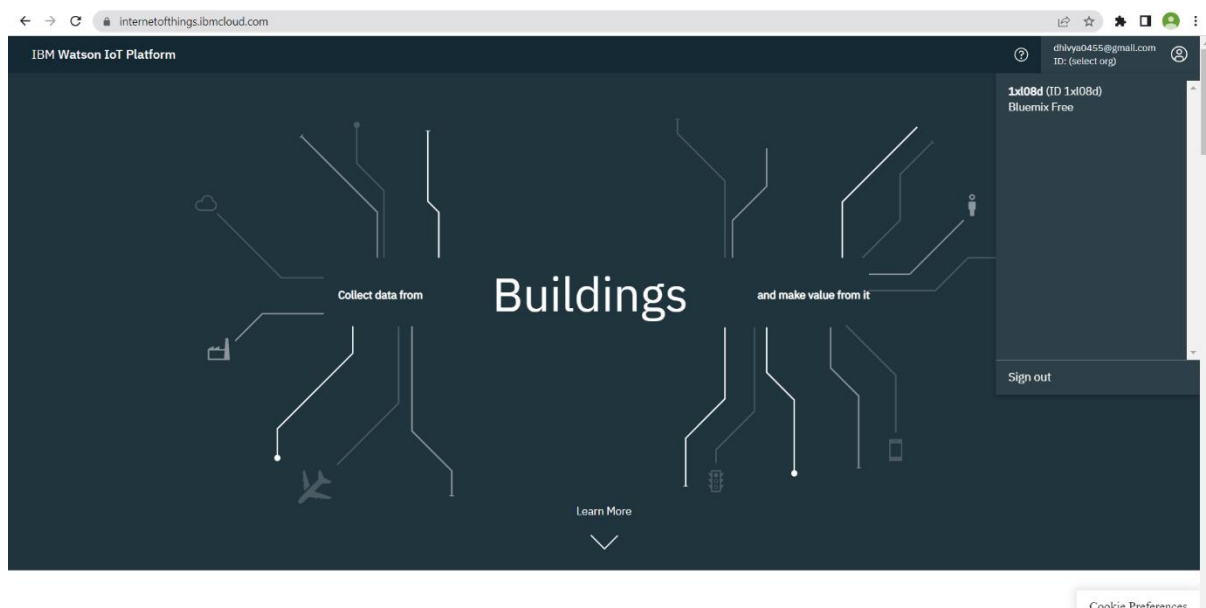 internetofthings.ibmcloud.com
IBM Watson IoT Platform
dhivya0455@gmail.com
ID: (select org)
1xl08d (ID 1xl08d)
Bluemix Free
Collect data from
Buildings
and make value from it
Sign out
Learn More
Cookie Preferences